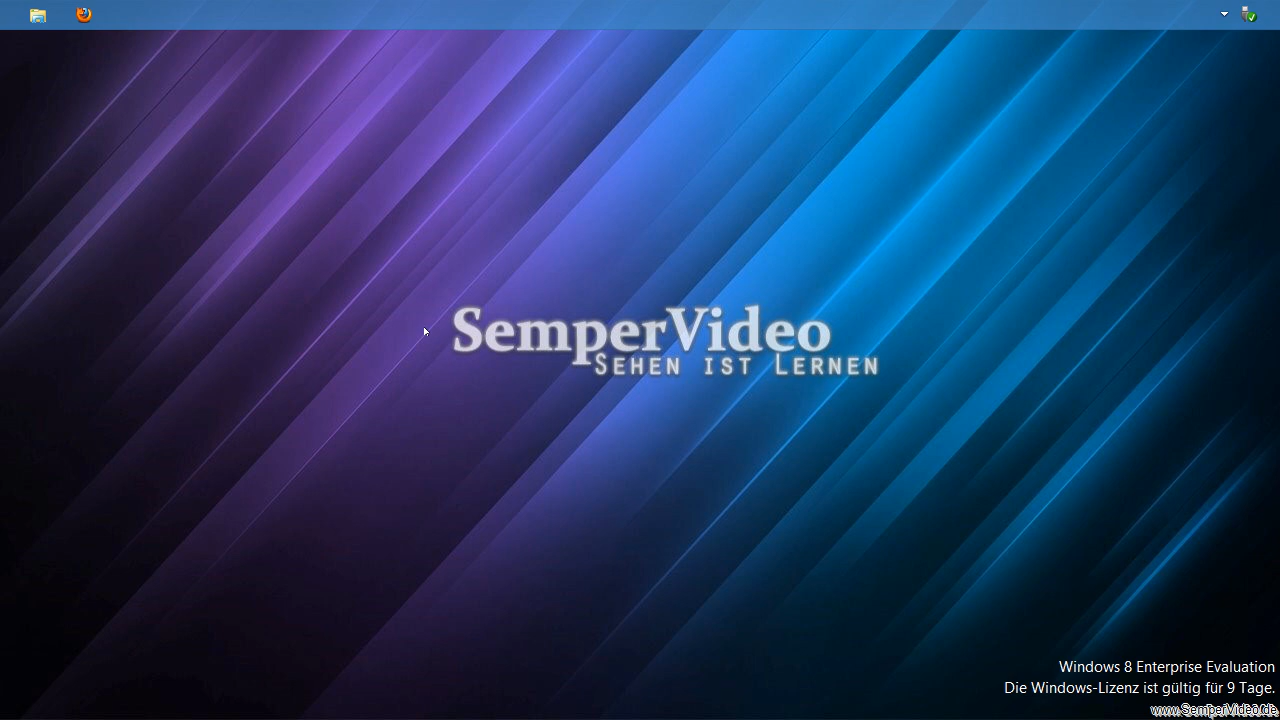 SemperVideo
Sehen ist Lernen
Windows 8 Enterprise Evaluation
Die Windows-Lizenz ist gültig für 9 Tage.
www.SemperVideo.de